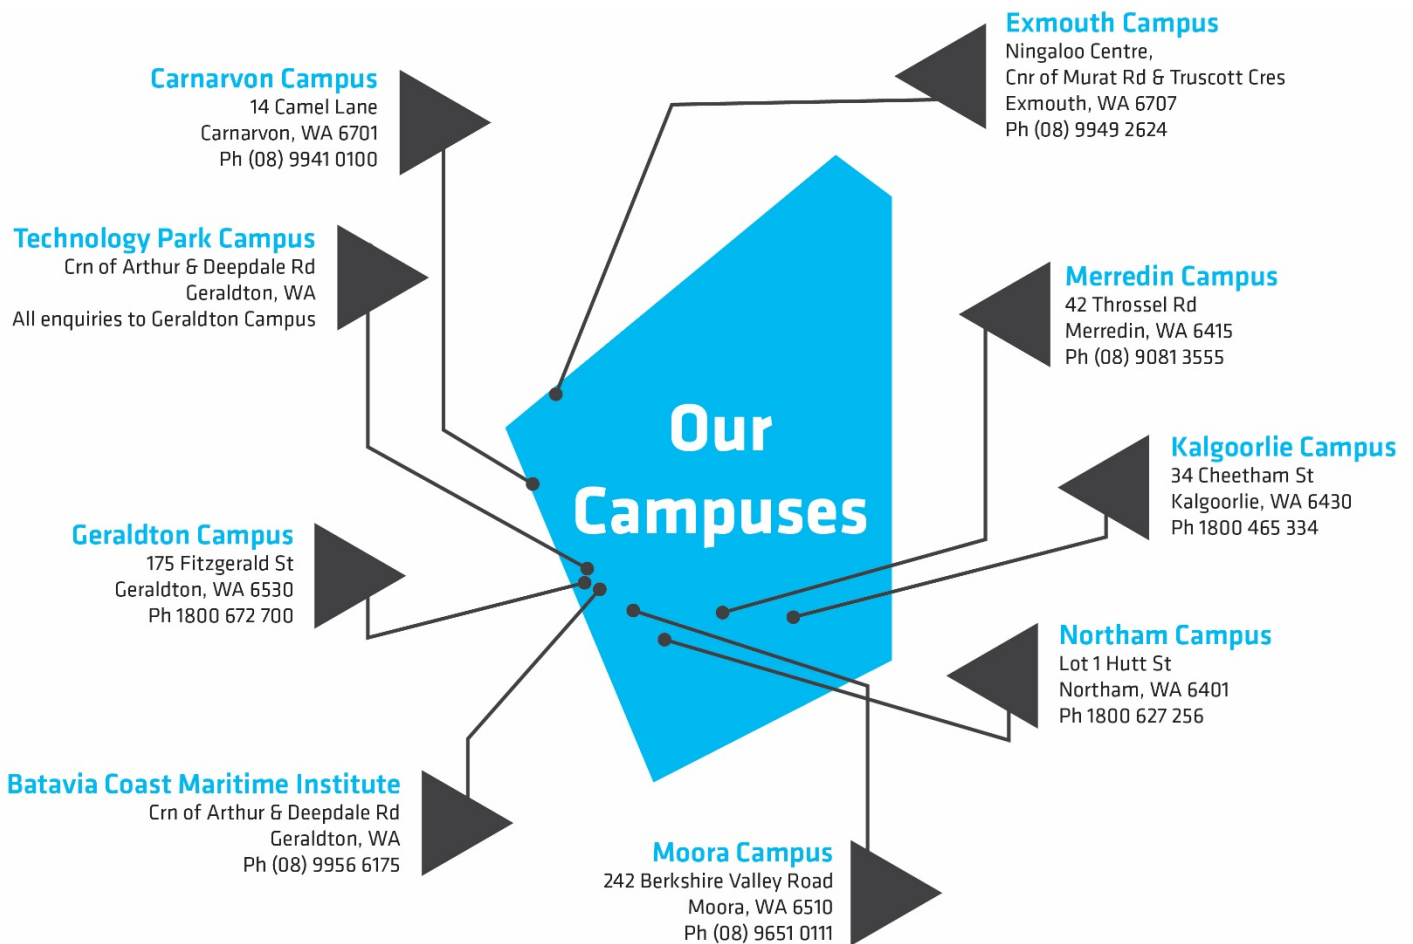 Exmouth Campus
Ningaloo Centre,
Cnr of Murat Rd & Truscott Cres
Exmouth, WA 6707
Ph (08) 9949 2624
Carnarvon Campus
14 Camel Lane
Carnarvon, WA 6701
Ph (08) 9941 0100
Technology Park Campus
Crn of Arthur & Deepdale Rd
Geraldton, WA
All enquiries to Geraldton Campus
Merredin Campus
42 Throssel Rd
Merredin, WA 6415
Ph (08) 9081 3555
Our
Campuses
Kalgoorlie Campus
34 Cheetham St
Kalgoorlie, WA 6430
Ph 1800 465 334
Geraldton Campus
175 Fitzgerald St
Geraldton, WA 6530
Ph 1800 672 700
Northam Campus
Lot 1 Hutt St
Northam, WA 6401
Ph 1800 627 256
Batavia Coast Maritime Institute
Crn of Arthur & Deepdale Rd
Geraldton, WA
Ph (08) 9956 6175
Moora Campus
242 Berkshire Valley Road
Moora, WA 6510
Ph (08) 9651 0111